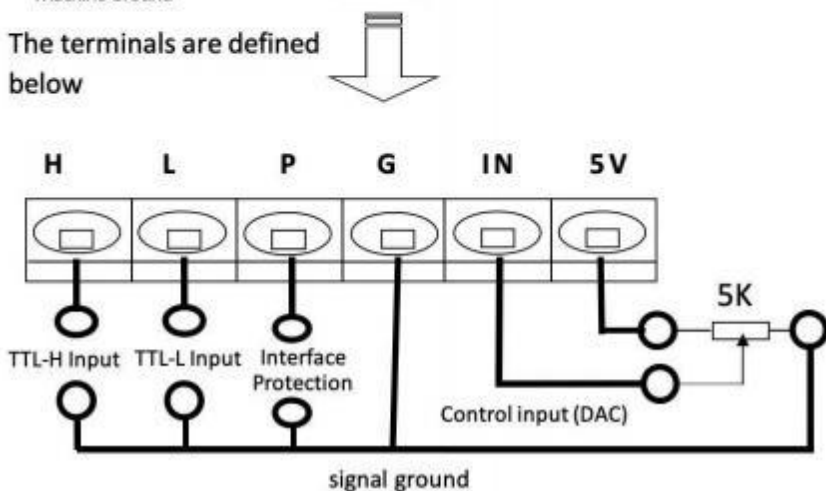 The terminals are defined
below
H L P G IN 5V
5K
TTL-H Input TTL-L Input Interface
Protection
Control input (DAC)
signal ground